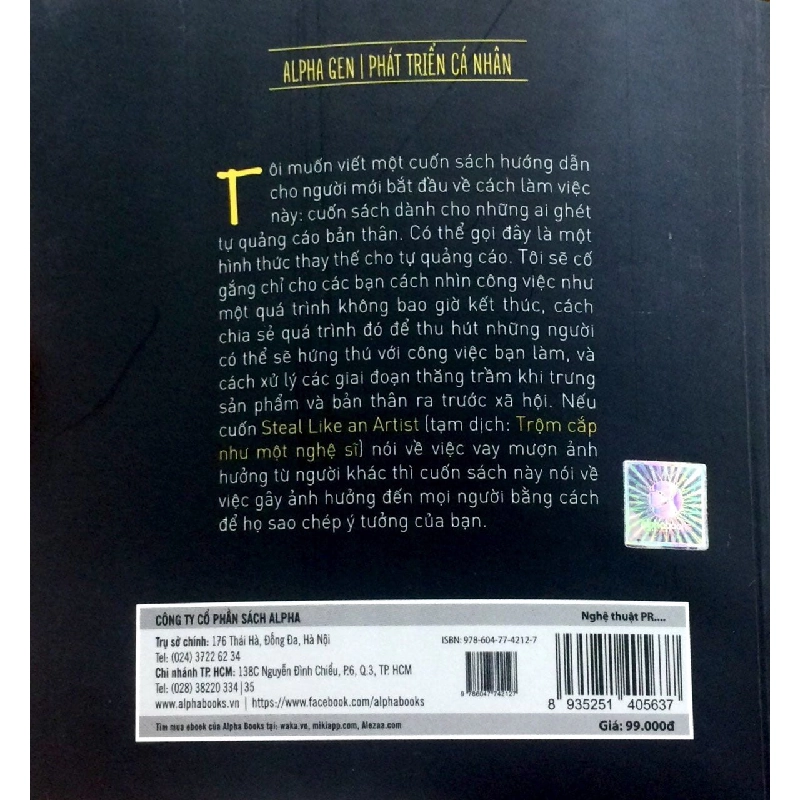 ALPHA GEN | PHÁT TRIỂN CÁ NHÂN
Tôi muốn viết một cuốn sách hướng dẫn
cho người mới bắt đầu về cách làm việc
này: cuốn sách dành cho những ai ghét
tự quảng cáo bản thân. Có thể gọi đây là một
hình thức thay thế cho tự quảng cáo. Tôi sẽ cố
gắng chỉ cho các bạn cách nhìn công việc như
một quá trình không bao giờ kết thúc, cách
chia sẻ quá trình đó để thu hút những người
có thể sẽ hứng thú với công việc bạn làm, và
cách xử lý các giai đoạn thăng trầm khi trưng
sản phẩm và bản thân ra trước xã hội. Nếu
cuốn Steal Like an Artist (tạm dịch: Trộm cắp
như một nghệ sĩ) nói về việc vay mượn ảnh
hưởng từ người khác thì cuốn sách này nói về
việc gây ảnh hưởng đến mọi người bằng cách
để họ sao chép ý tưởng của bạn.
CÔNG TY CỔ PHẦN SÁCH ALPHA
Trụ sở chính: 176 Thái Hà, Đống Đa, Hà Nội
Tel: (024) 3722 62 34
Chi nhánh TP. HCM: 138C Nguyễn Đình Chiểu, P.6, Q.3, TP. HCM
Tel: (028) 38220 334 | 35
www.alphabooks.vn | https://www.facebook.com/alphabooks
Tìm mua ebook của Alpha Books tại: waka.vn, mikiapp.com, Alezaa.com
ISBN: 978-604-77-4212-7
9 786047 742127
Nghệ thuật PR....
8 935251 405637
Giá: 99.000đ